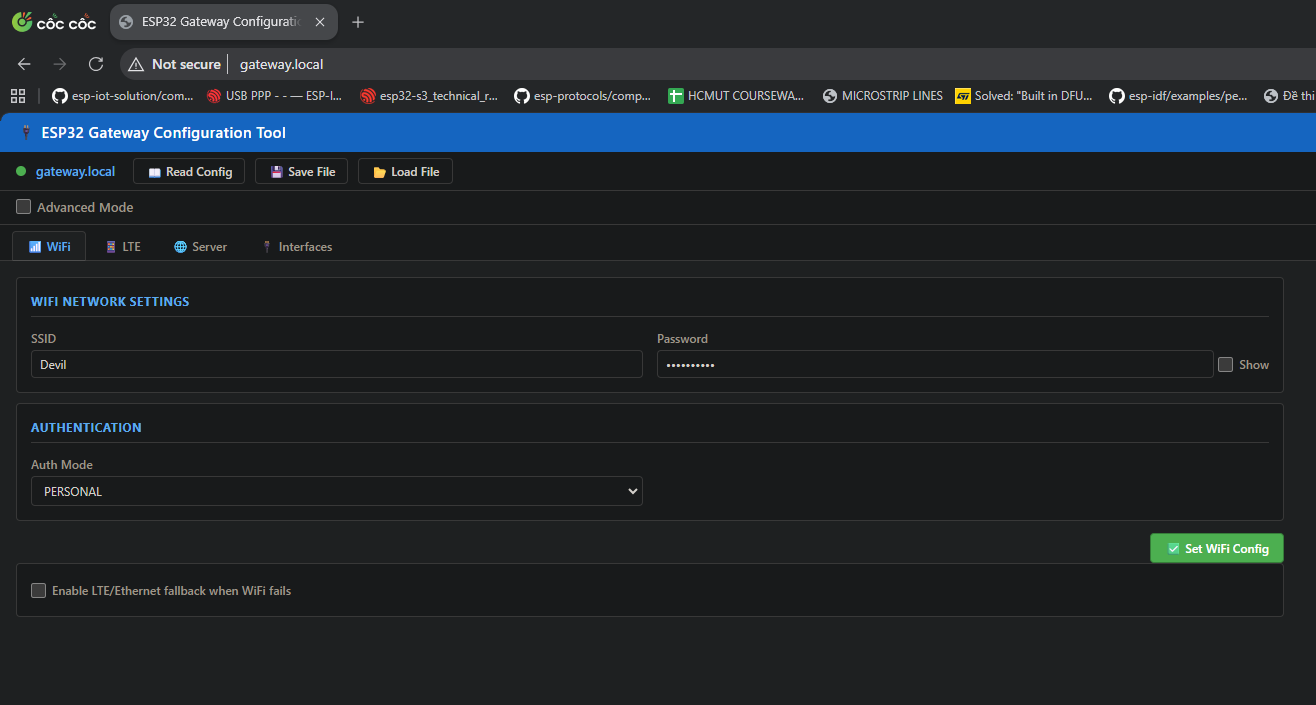 cốc cốc
ESP32 Gateway Configuratio
Not secure
gateway.local
esp-iot-solution/com...
USB PPP - - — ESP-I...
esp32-s3_technical_r...
esp-protocols/comp...
HCMUT COURSEWA...
MICROSTRIP LINES
Solved: "Built in DFU...
esp-idf/examples/pe...
Đề thi
ESP32 Gateway Configuration Tool
gateway.local
Read Config
Save File
Load File
Advanced Mode
WiFi
LTE
Server
Interfaces
WIFI NETWORK SETTINGS
SSID
Password
Devil
••••••••••
Show
AUTHENTICATION
Auth Mode
PERSONAL
Set WiFi Config
Enable LTE/Ethernet fallback when WiFi fails